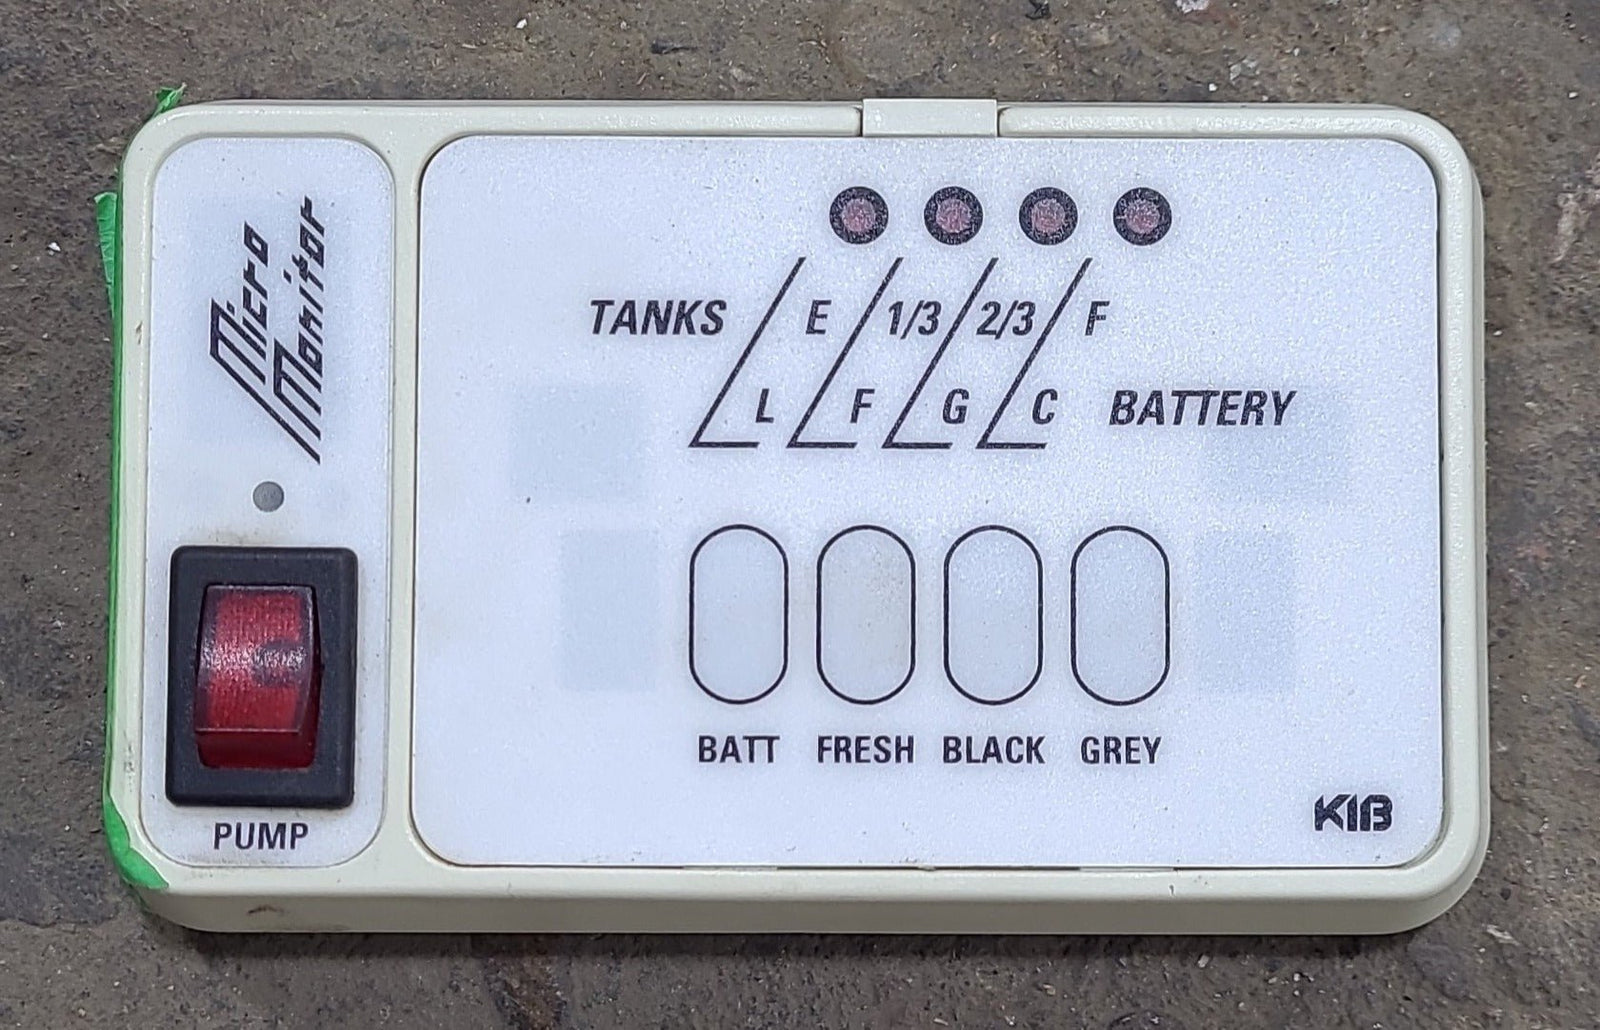 Micro
Monitor
PUMP
TANKS E 1/3 2/3 F
L F G C BATTERY
BATT FRESH BLACK GREY
KIB